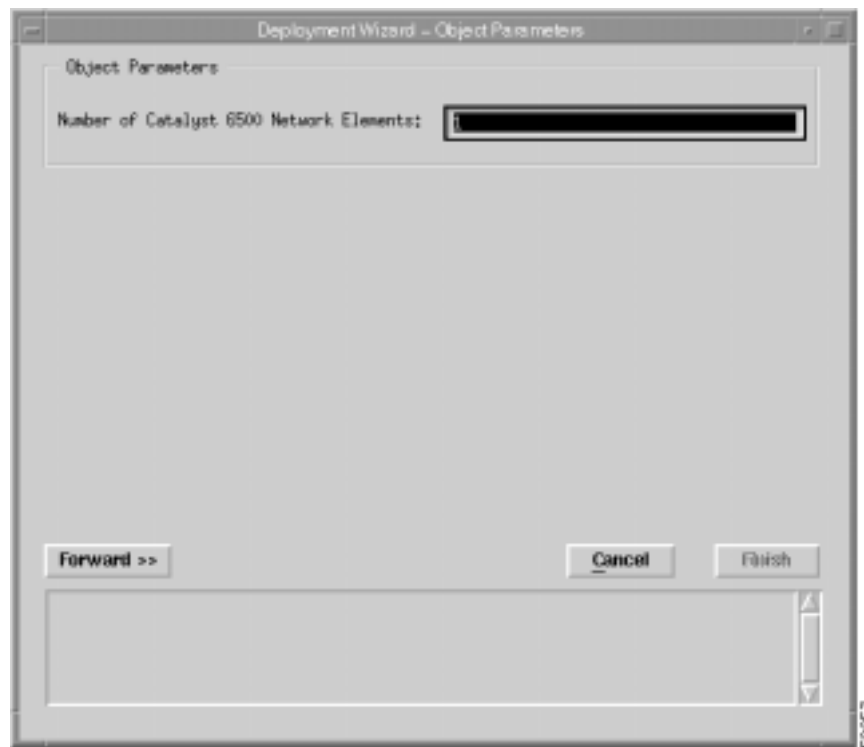 Deployment Wizard – Object Parameters
Object Parameters
Number of Catalyst 6500 Network Elements:
Forward >>
Cancel
Finish